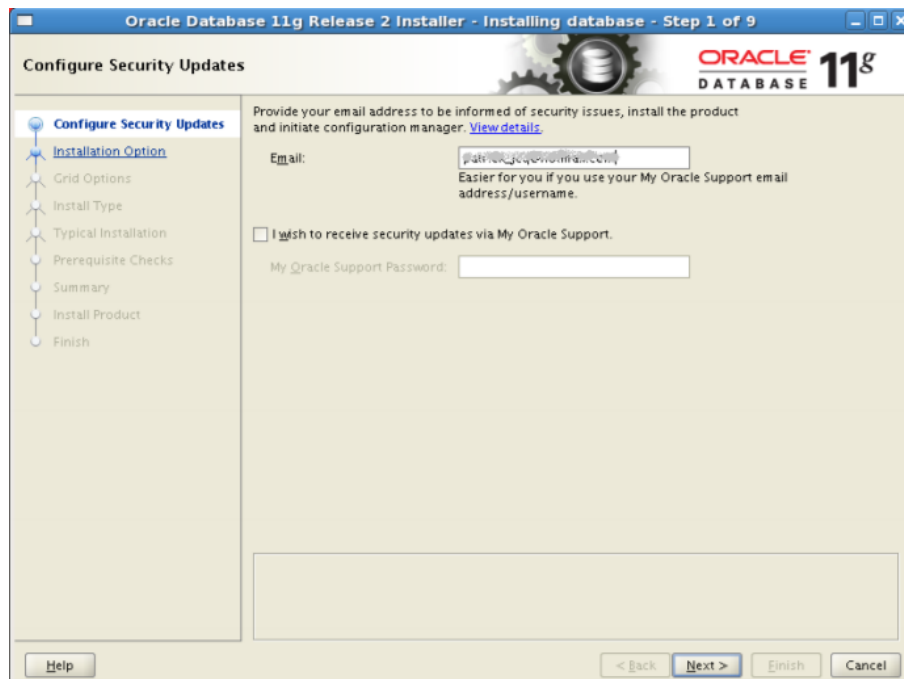 Oracle Database 11g Release 2 Installer - Installing database - Step 1 of 9
Configure Security Updates
ORACLE
DATABASE
11g
Configure Security Updates
Installation Option
Grid Options
Install Type
Typical Installation
Prerequisite Checks
Summary
Install Product
Finish
Provide your email address to be informed of security issues, install the product
and initiate configuration manager. View details.
Email:
Easier for you if you use your My Oracle Support email
address/username.
I wish to receive security updates via My Oracle Support.
My Oracle Support Password:
Help
< Back
Next >
Finish
Cancel